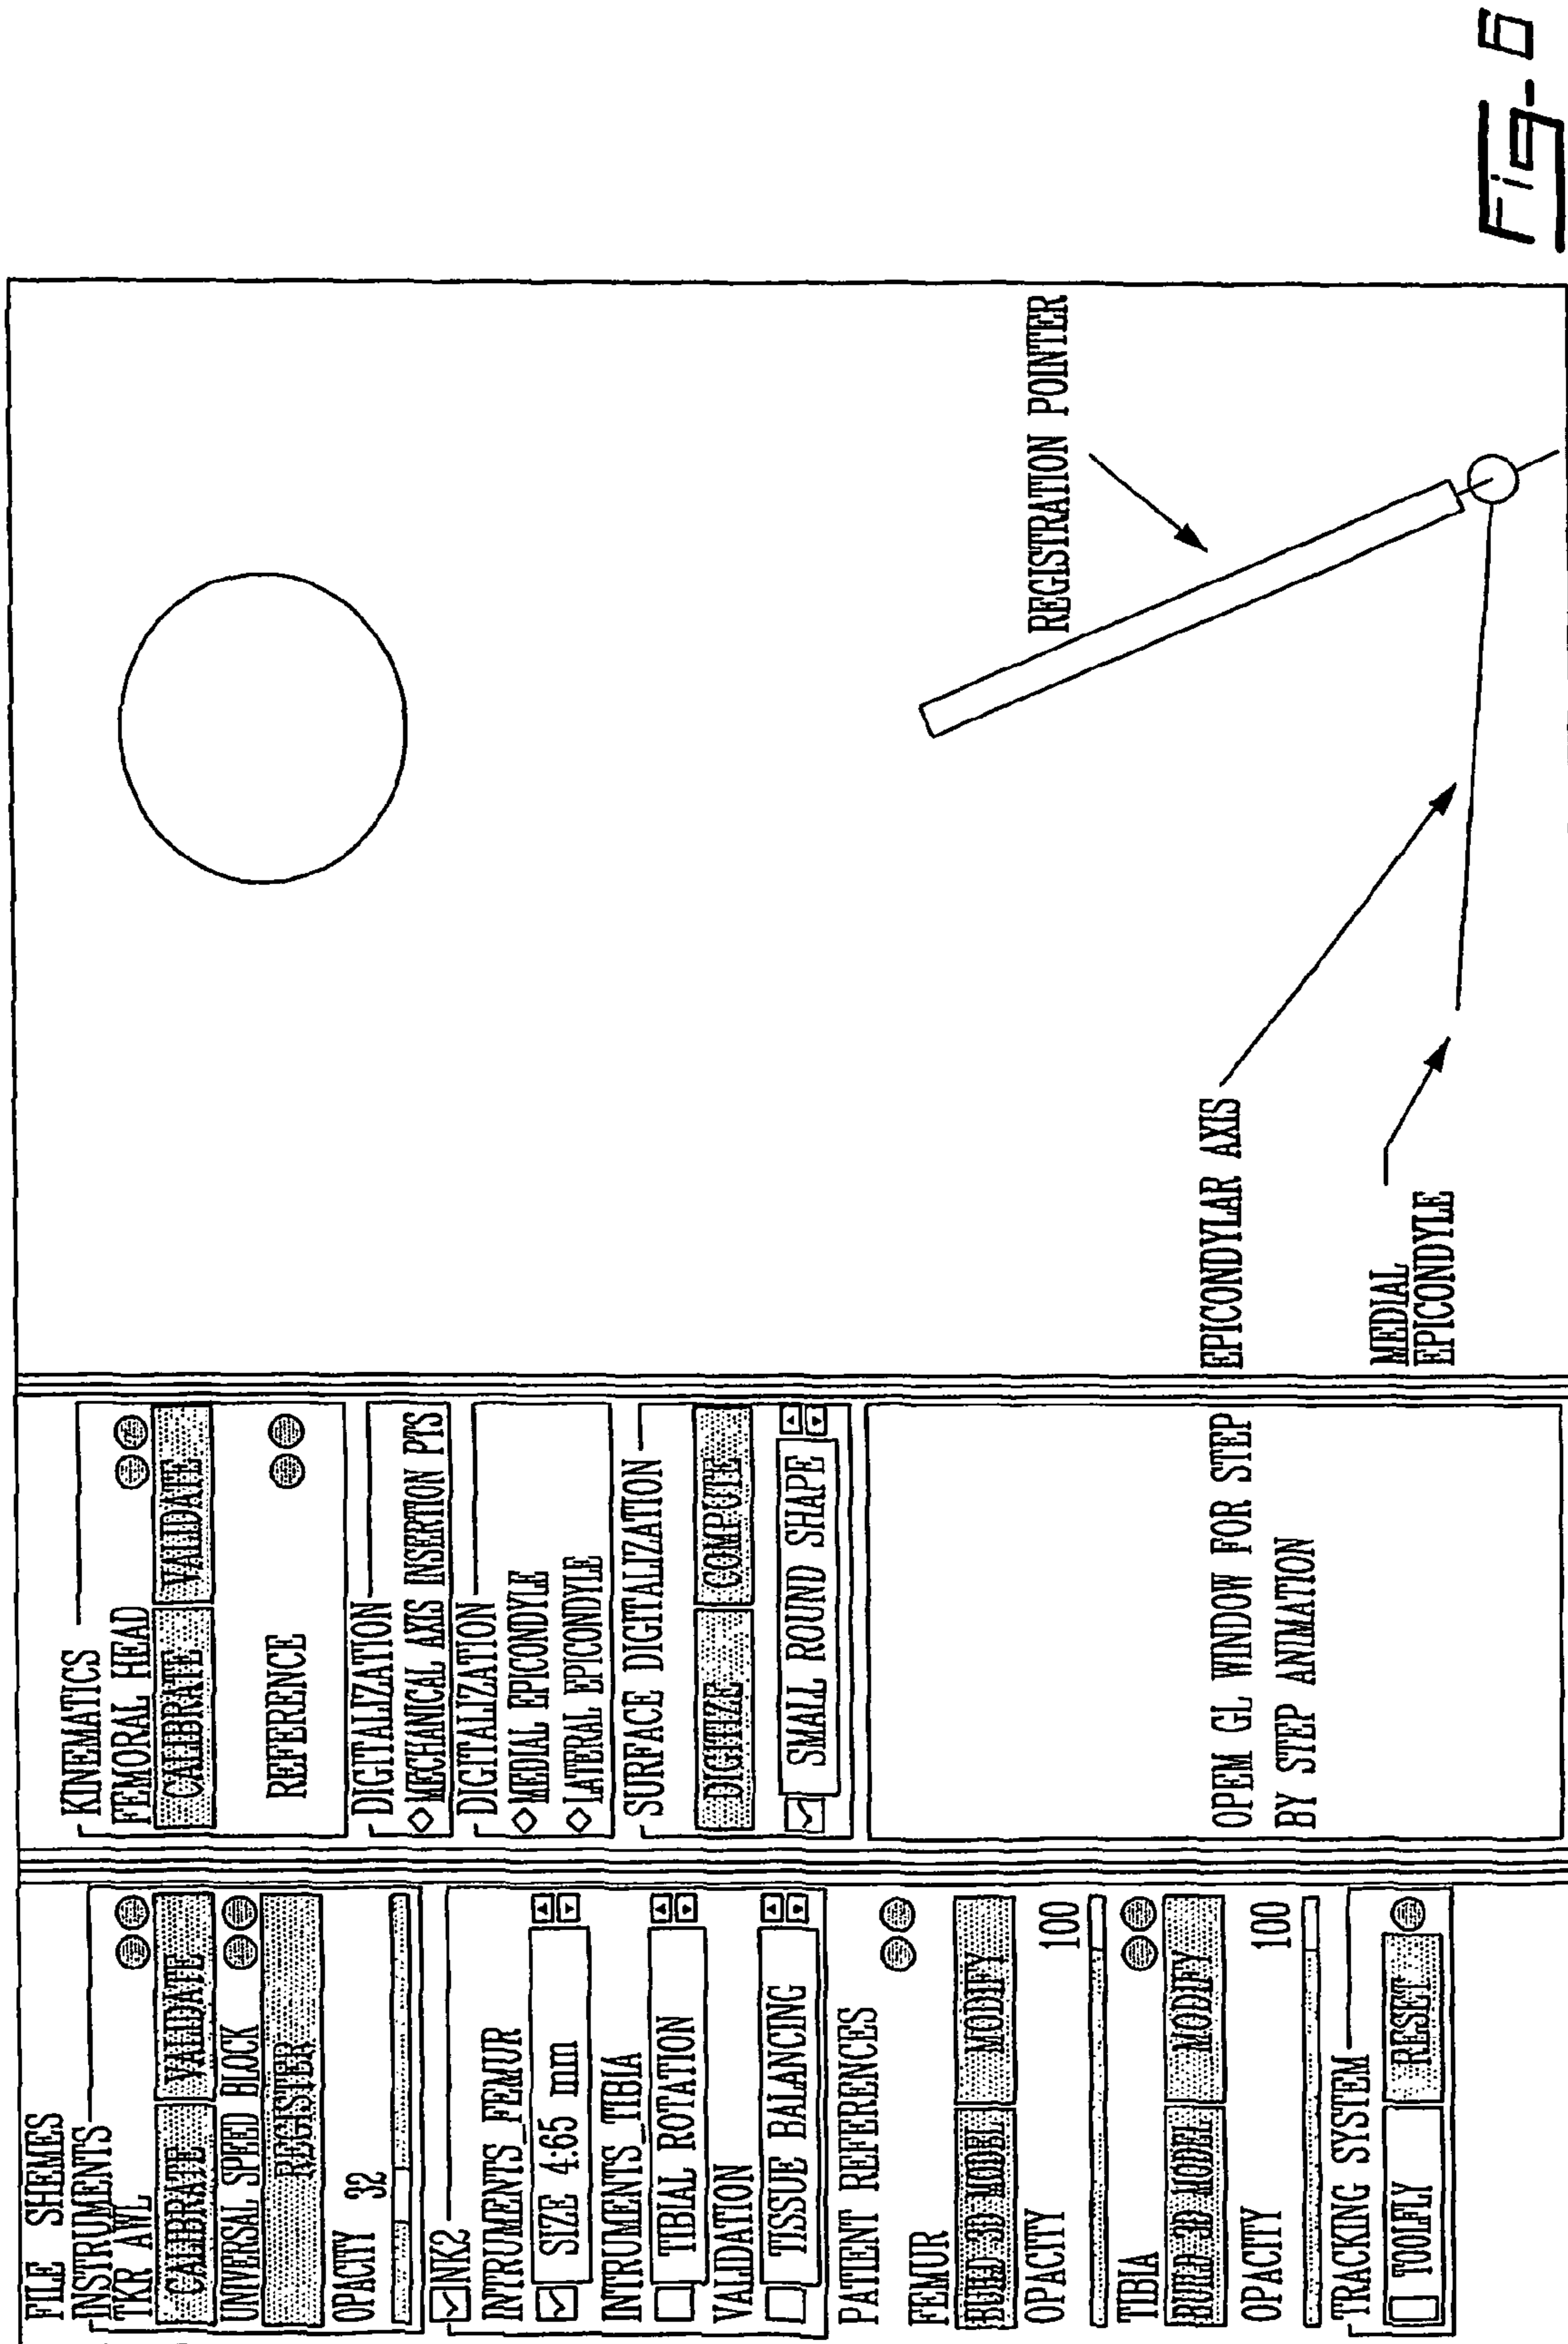 FILE SHEMES
INSTRUMENTS
TKR AWL
CALIBRATE VALIDATE
UNIVERSAL SPEED BLOCK
REGISTER
OPACITY 32
NK2
INTRUMENTS_FEMUR
SIZE 4:65 mm
INTRUMENTS_TIBIA
TIBIAL ROTATION
VALIDATION
TISSUE BALANCING
PATIENT REFERENCES
FEMUR
BUILD 3D MODEL MODIFY
OPACITY 100
TIBIA
BUILD 3D MODEL MODIFY
OPACITY 100
TRACKING SYSTEM
TOOLFLY RESET
KINEMATICS
FEMORAL HEAD
CALIBRATE VALIDATE
REFERENCE
DIGITALIZATION
MECHANICAL AXIS INSERTION PTS
DIGITALIZATION
MEDIAL EPICONDYLE
LATERAL EPICONDYLE
SURFACE DIGITALIZATION
DIGITIZE COMPUTE
SMALL ROUND SHAPE
OPEM GL WINDOW FOR STEP
BY STEP ANIMATION
REGISTRATION POINTER
EPICONDYLAR AXIS
MEDIAL
EPICONDYLE
Fig-6